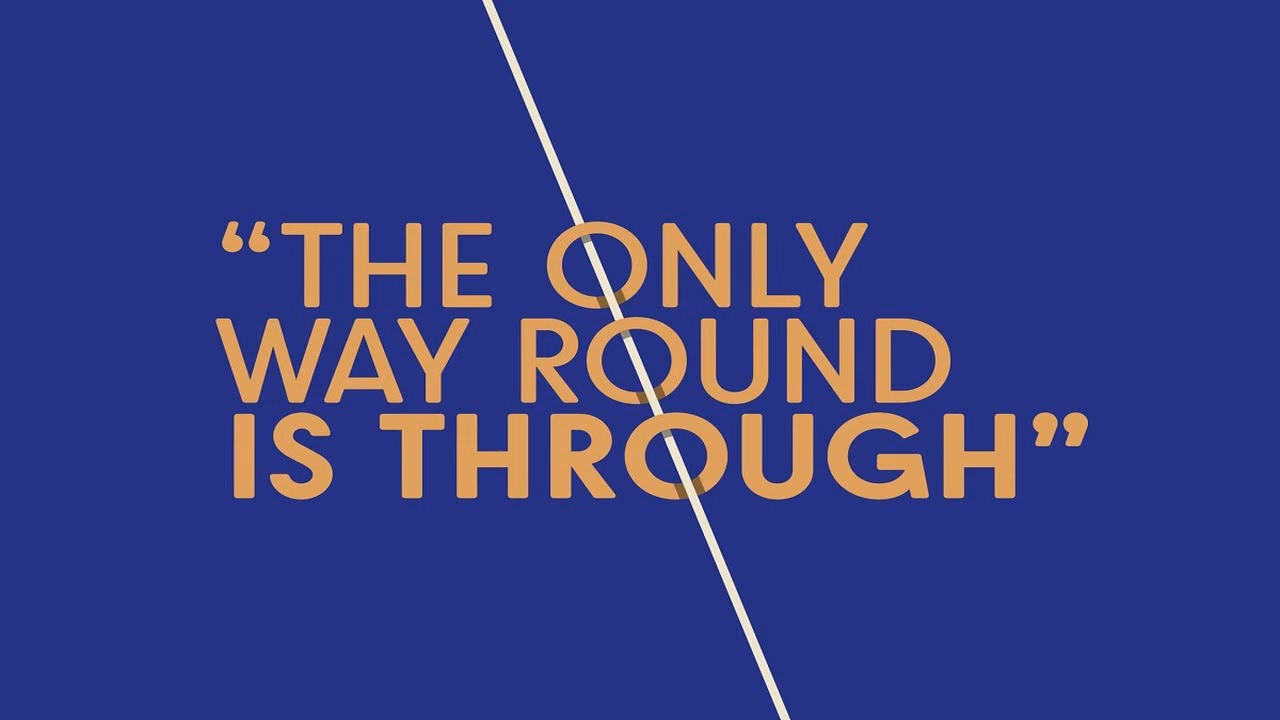 “THE ONLY
WAY ROUND
IS THROUGH”